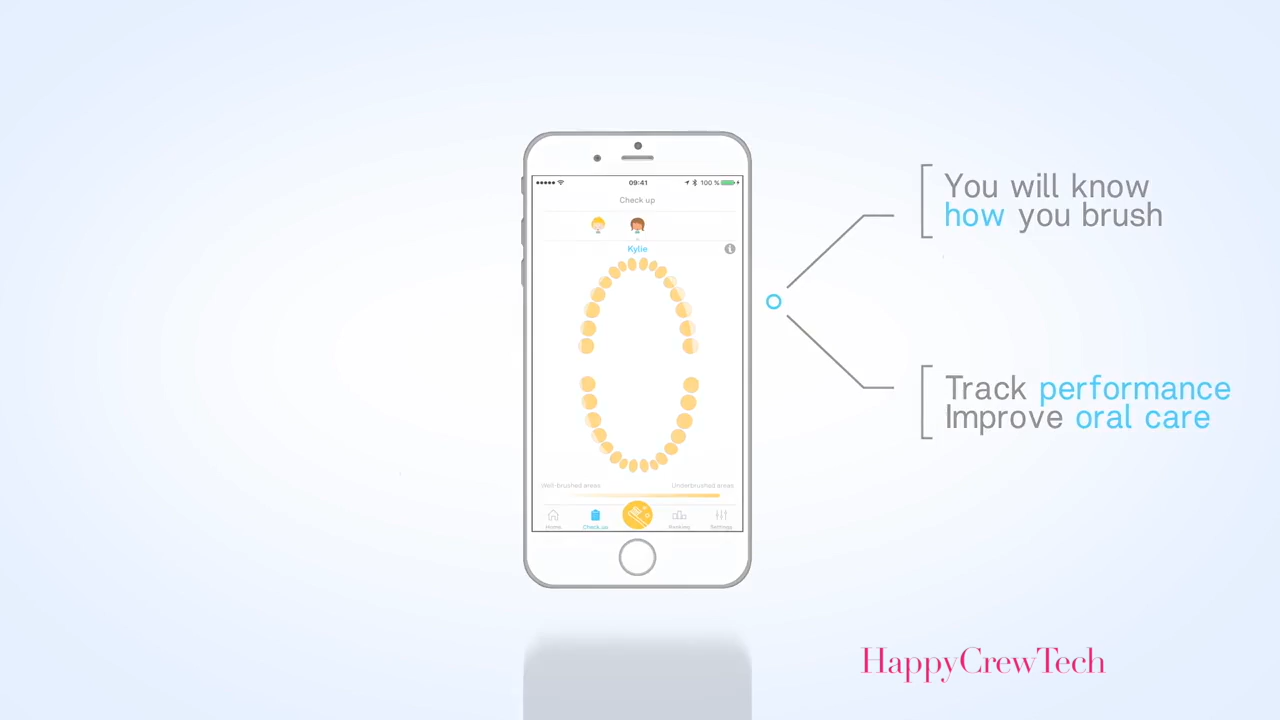 09:41
100 %
Check up
Kylie
Well-brushed areas
Underbrushed areas
Home
Check up
Ranking
Settings
You will know
how you brush
Track performance
Improve oral care
HappyCrewTech